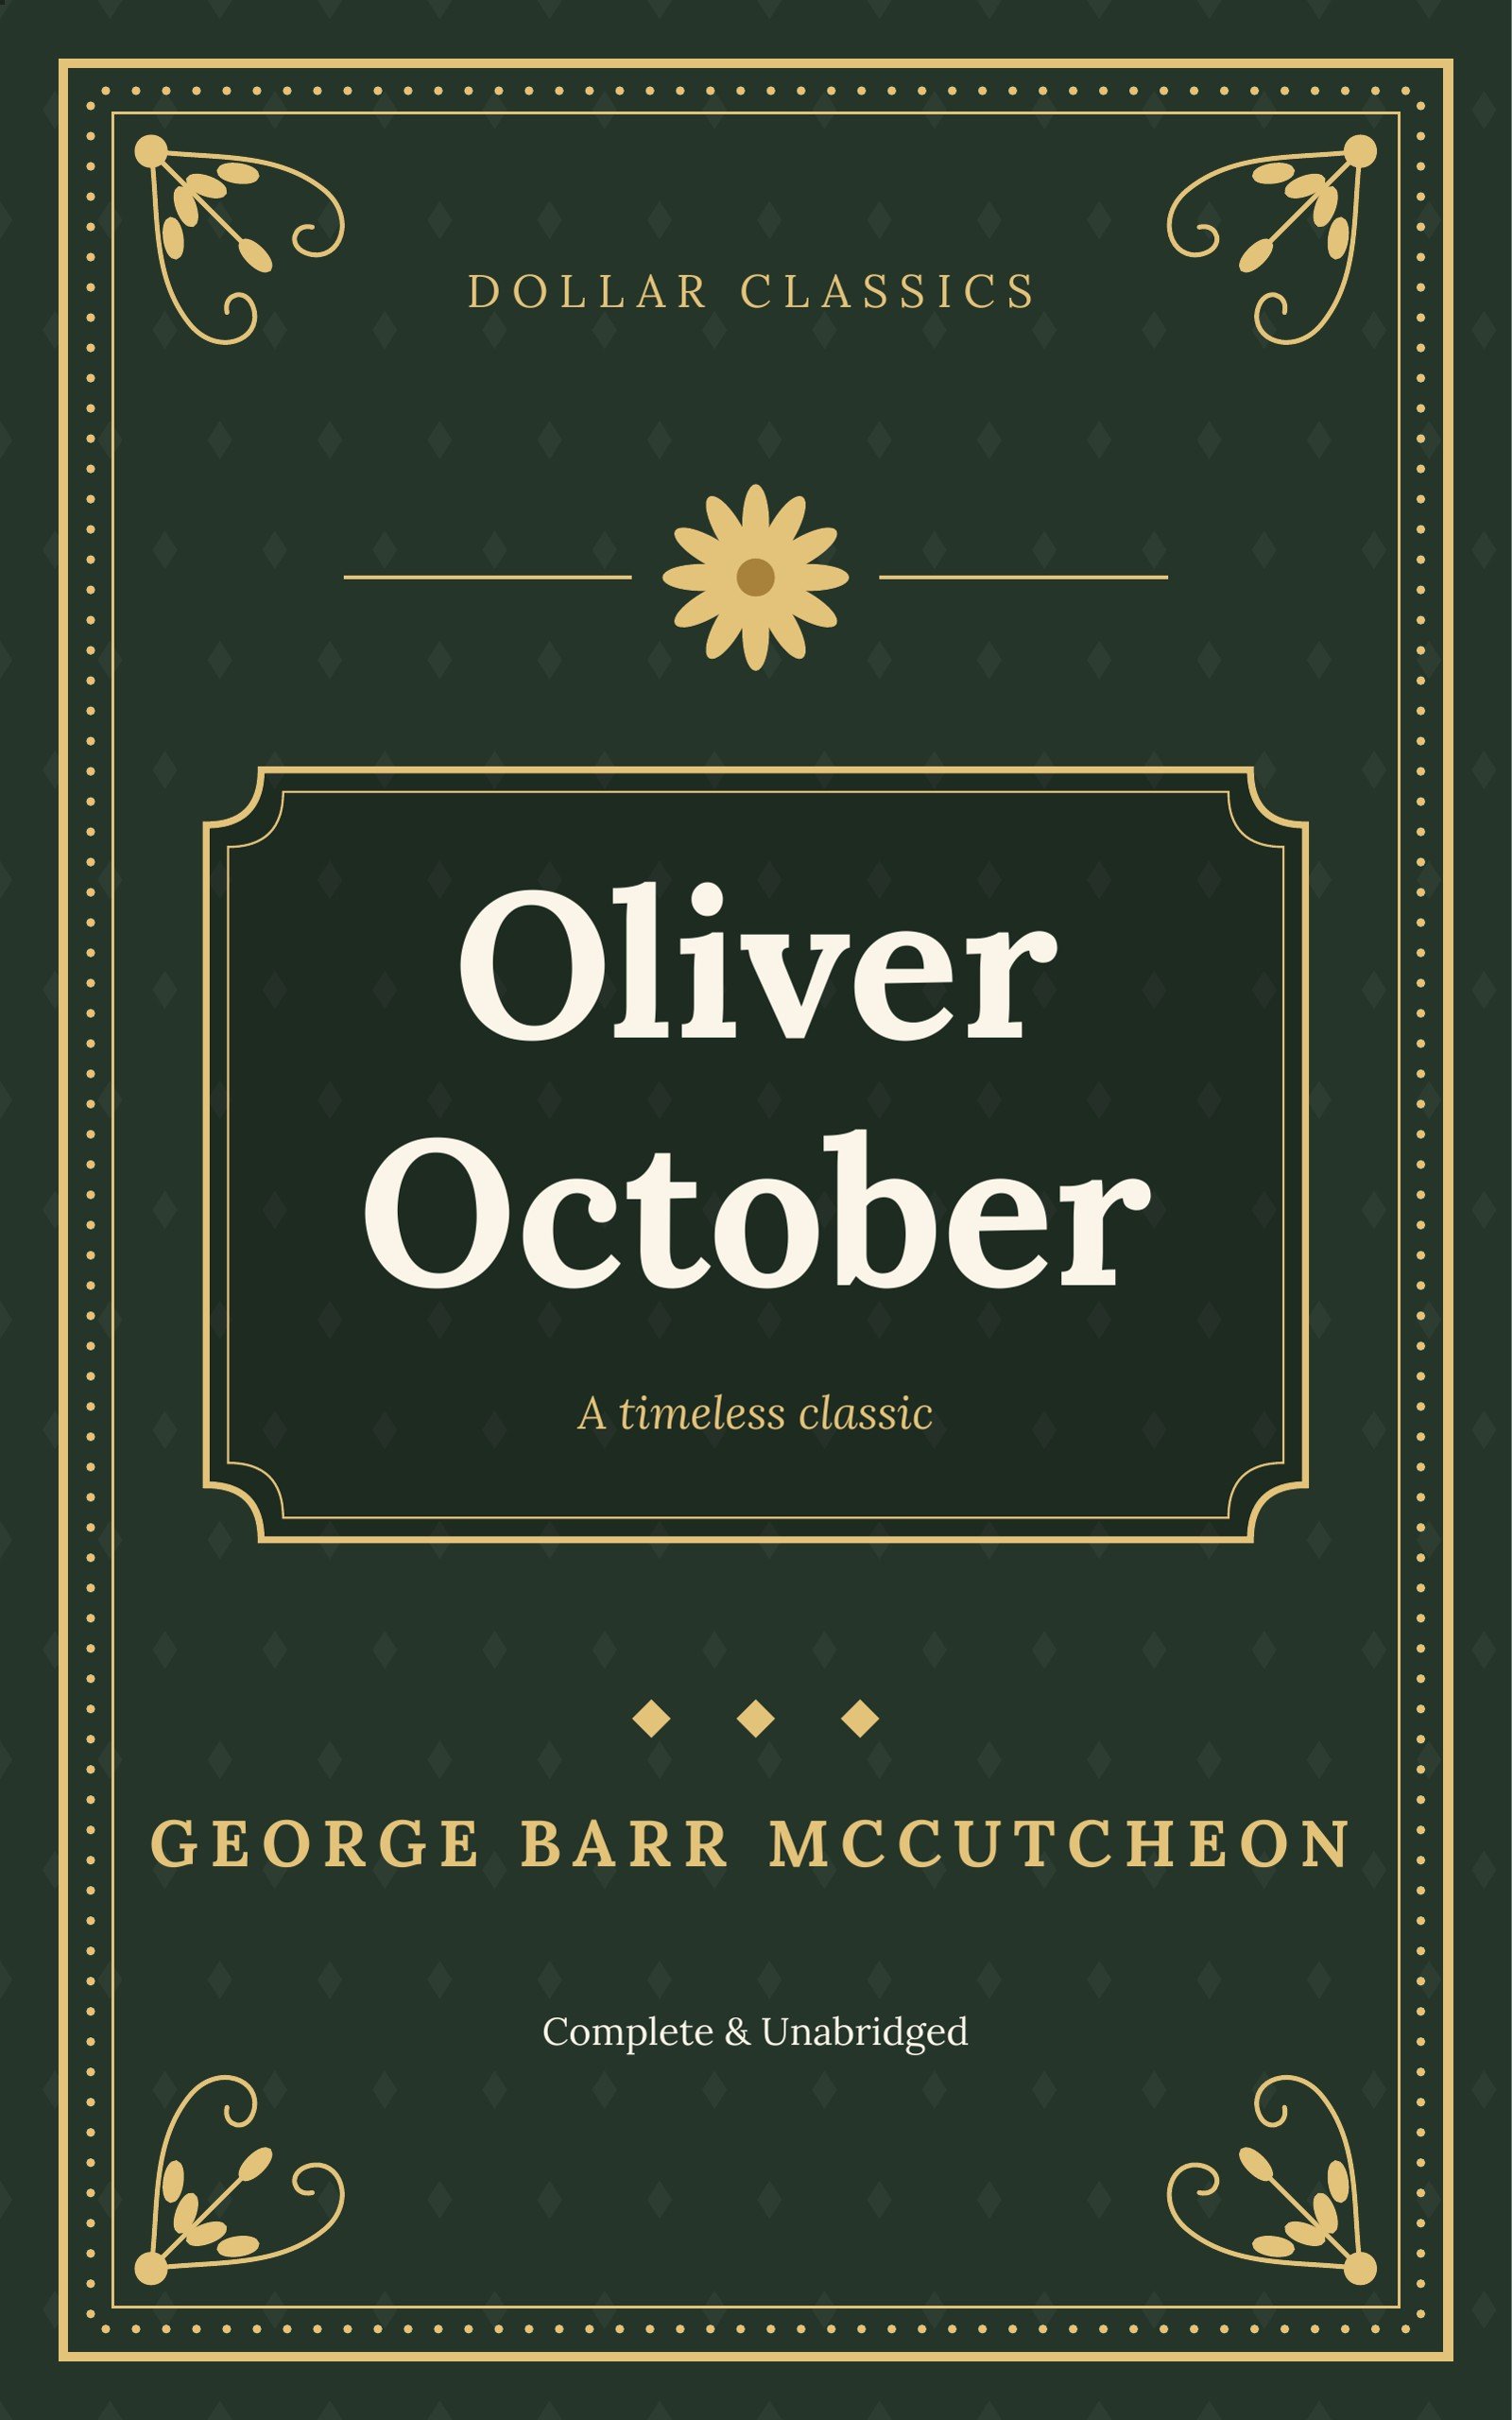 DOLLAR CLASSICS
Oliver
October
A timeless classic
GEORGE BARR MCCUTCHEON
Complete & Unabridged